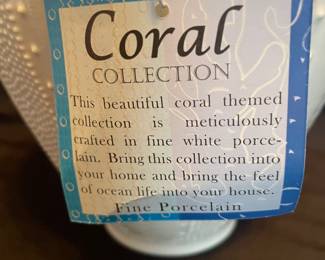 Coral
COLLECTION
This beautiful coral themed
collection is meticulously
crafted in fine white porce-
lain. Bring this collection into
your home and bring the feel
of ocean life into your house.
Fine Porcelain